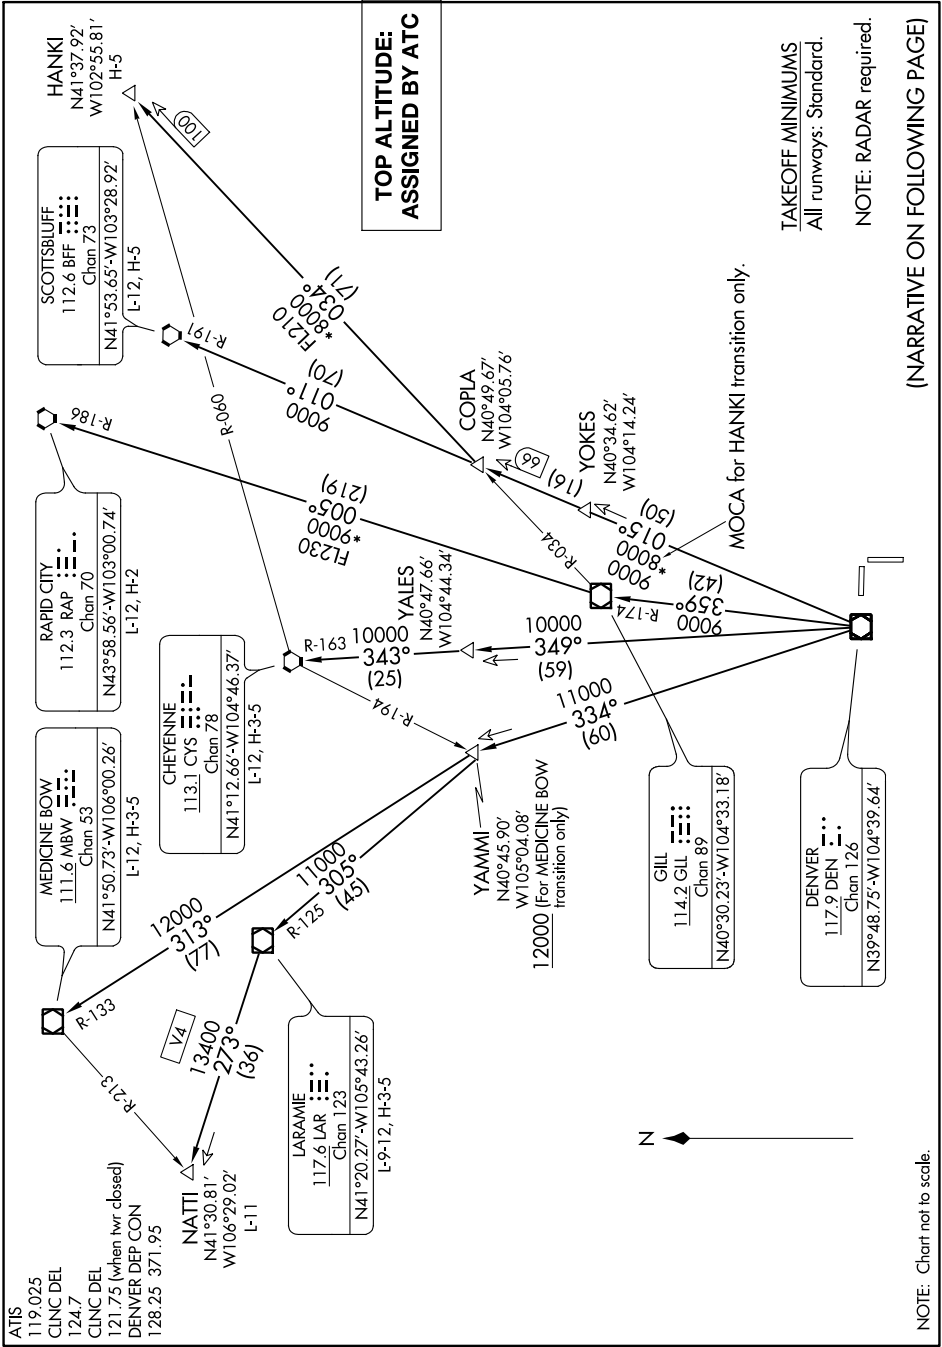 ATIS
119.025
CLNC DEL
124.7
CLNC DEL
121.75 (when twr closed)
DENVER DEP CON
128.25 371.95
MEDICINE BOW
111.6 MBW
Chan 53
N41°50.73′-W106°00.26′
L-12, H-3-5
RAPID CITY
112.3 RAP
Chan 70
N43°58.56′-W103°00.74′
L-12, H-2
SCOTTSBLUFF
112.6 BFF
Chan 73
N41°53.65′-W103°28.92′
L-12, H-5
HANKI
N41°37.92′
W102°55.81′
H-5
R-133
R-213
R-186
R-191
R-060
100
NATTI
N41°30.81′
W106°29.02′
L-11
V4
13400
273°
(36)
12000
313°
(77)
CHEYENNE
113.1 CYS
Chan 78
N41°12.66′-W104°46.37′
L-12, H-3-5
R-125
11000
305°
(45)
R-163
R-194
10000
343°
(25)
FL230
*9000
005°
(219)
9000
011°
(70)
FL210
*8000
034°
(71)
TOP ALTITUDE:
ASSIGNED BY ATC
LARAMIE
117.6 LAR
Chan 123
N41°20.27′-W105°43.26′
L-9-12, H-3-5
YALES
N40°47.66′
W104°44.34′
COPLA
N40°49.67′
W104°05.76′
YAMMI
N40°45.90′
W105°04.08′
12000 (For MEDICINE BOW
transition only)
R-034
66
(16)
YOKES
N40°34.62′
W104°14.24′
11000
334°
(60)
10000
349°
(59)
R-174
9000
359°
(42)
9000
*8000
015°
(50)
MOCA for HANKI transition only.
GILL
114.2 GLL
Chan 89
N40°30.23′-W104°33.18′
DENVER
117.9 DEN
Chan 126
N39°48.75′-W104°39.64′
N
TAKEOFF MINIMUMS
All runways: Standard.
NOTE: RADAR required.
(NARRATIVE ON FOLLOWING PAGE)
NOTE: Chart not to scale.